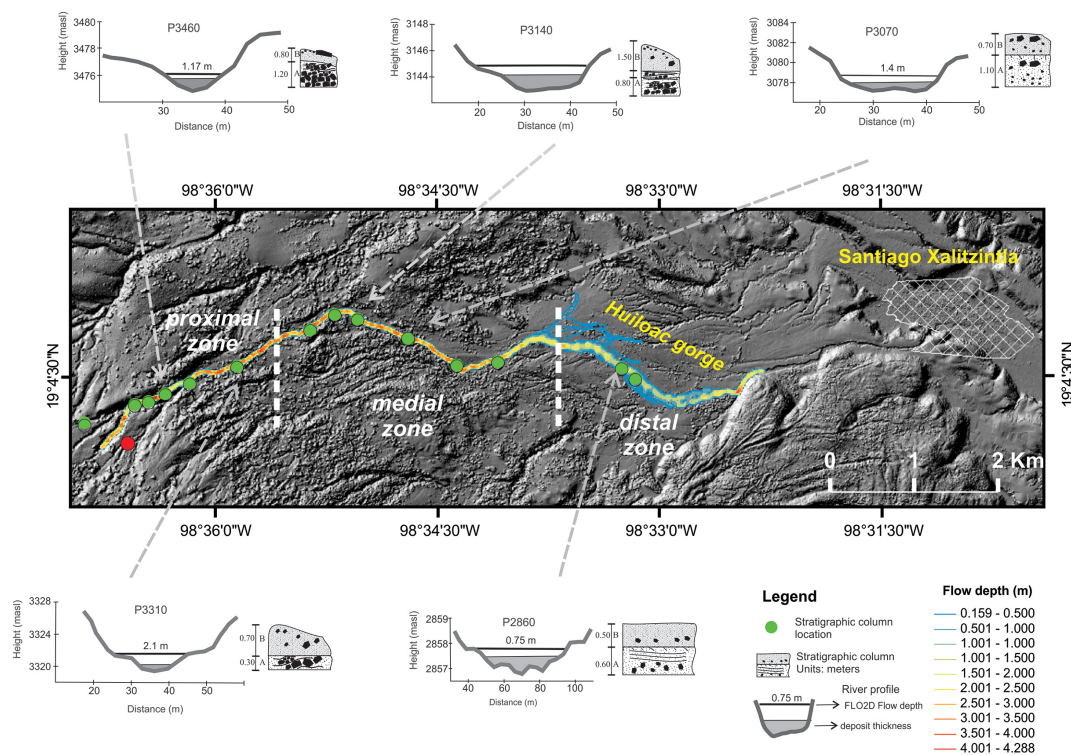 P3460
Height (masl)
3480
3478
3476
1.17 m
0.80 B
1.20 A
30 40 50
Distance (m)
P3140
Height (masl)
3148
3146
3144
1.50 B
0.80 A
20 30 40 50
Distance (m)
P3070
Height (masl)
3084
3081
3078
1.4 m
0.70 B
1.10 A
20 30 40 50
Distance (m)
98°36'0"W 98°34'30"W 98°33'0"W 98°31'30"W
Santiago Xalitzintla
Huiloac gorge
proximal
zone
medial
zone
distal
zone
19°4'30"N
19°4'30"N
0 1 2 Km
98°36'0"W 98°34'30"W 98°33'0"W 98°31'30"W
P3310
Height (masl)
3328
3324
3320
2.1 m
0.70 B
0.30 A
20 30 40 50
Distance (m)
P2860
Height (masl)
2859
2858
2857
0.75 m
0.50 B
0.60 A
40 60 80 100
Distance (m)
Legend
Stratigraphic column
location
Stratigraphic column
Units: meters
River profile
0.75 m
FLO2D Flow depth
deposit thickness
Flow depth (m)
0.159 - 0.500
0.501 - 1.000
1.001 - 1.000
1.001 - 1.500
1.501 - 2.000
2.001 - 2.500
2.501 - 3.000
3.001 - 3.500
3.501 - 4.000
4.001 - 4.288